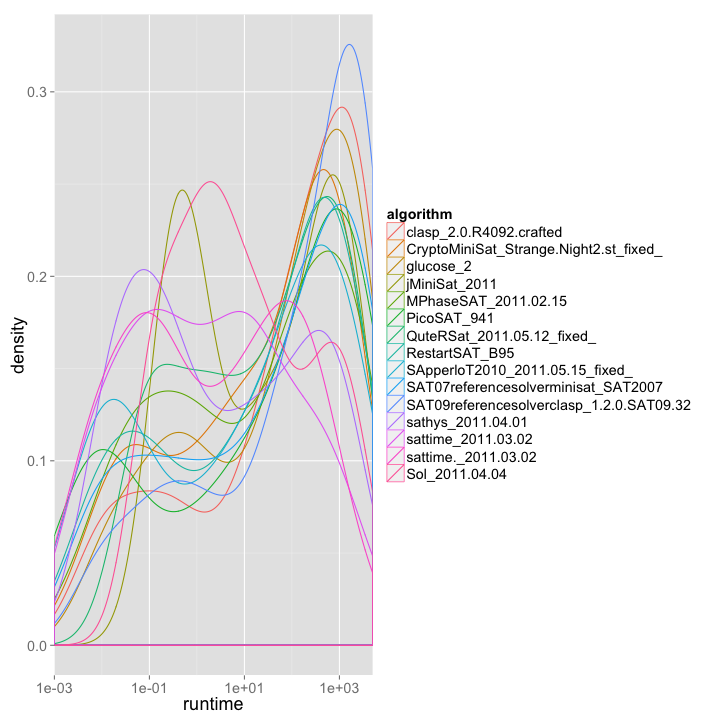 0.3
0.2
0.1
0.0
density
1e-03 1e-01 1e+01 1e+03
runtime
algorithm
clasp_2.0.R4092.crafted
CryptoMiniSat_Strange.Night2.st_fixed_
glucose_2
jMiniSat_2011
MPhaseSAT_2011.02.15
PicoSAT_941
QuteRSat_2011.05.12_fixed_
RestartSAT_B95
SApperloT2010_2011.05.15_fixed_
SAT07referencesolverminisat_SAT2007
SAT09referencesolverclasp_1.2.0.SAT09.32
sathys_2011.04.01
sattime_2011.03.02
sattime._2011.03.02
Sol_2011.04.04